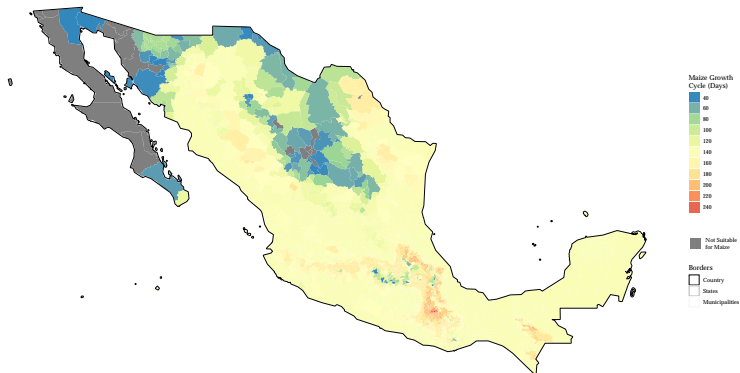 Maize Growth
Cycle (Days)
40
60
80
100
120
140
160
180
200
220
240
Not Suitable
for Maize
Borders
Country
States
Municipalities